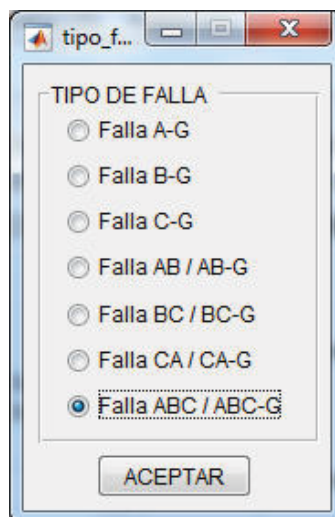 tipo_f...
TIPO DE FALLA
Falla A-G
Falla B-G
Falla C-G
Falla AB / AB-G
Falla BC / BC-G
Falla CA / CA-G
Falla ABC / ABC-G
ACEPTAR